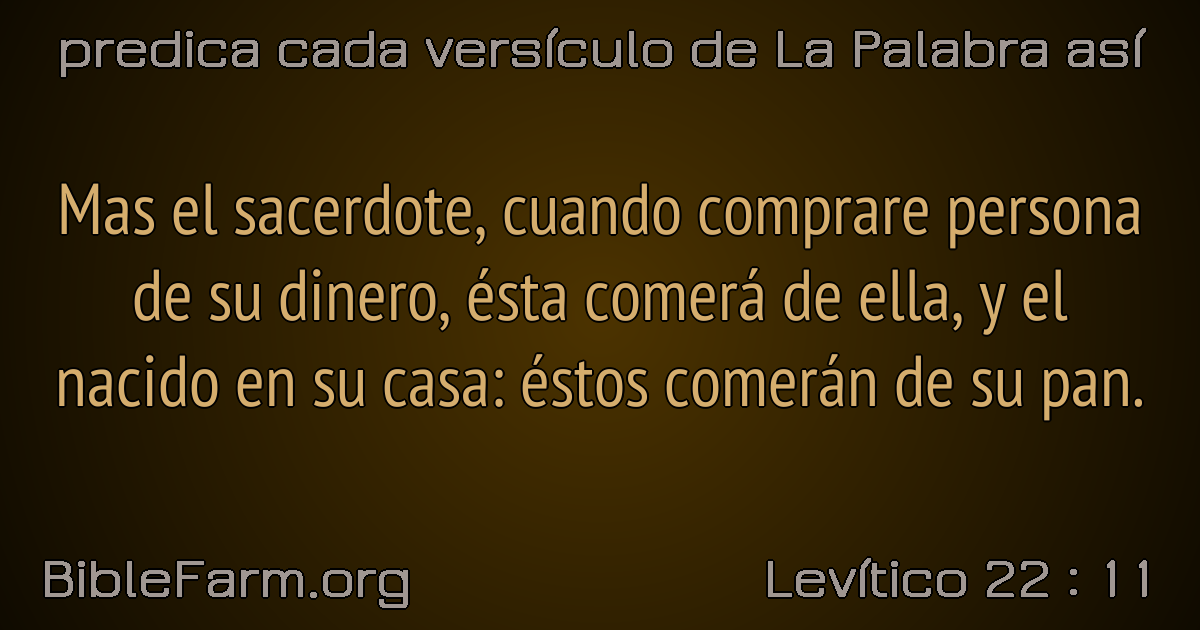 predica cada versículo de La Palabra así
Mas el sacerdote, cuando comprare persona
de su dinero, ésta comerá de ella, y el
nacido en su casa: éstos comerán de su pan.
BibleFarm.org
Levítico 22 : 11